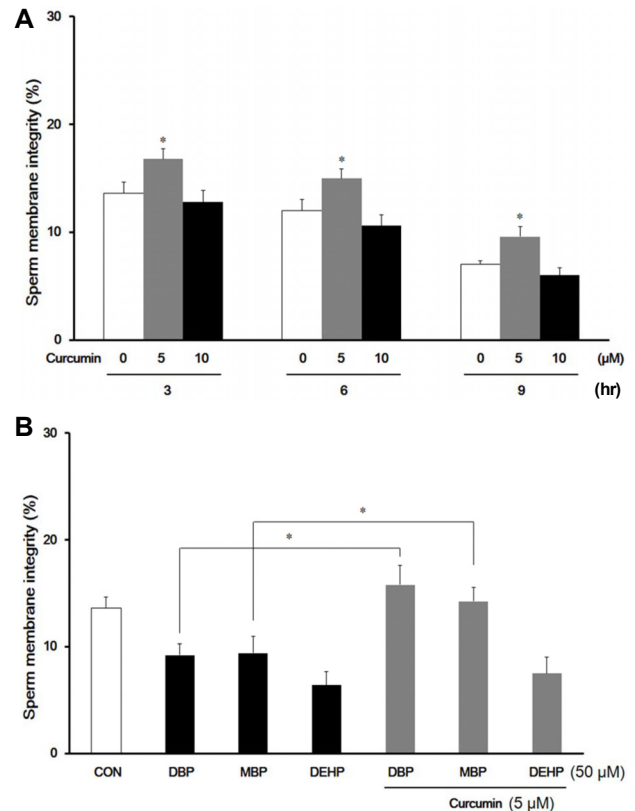 A
Sperm membrane integrity (%)
30
20
10
0
* * *
Curcumin 0 5 10 0 5 10 0 5 10 (µM)
3 6 9 (hr)
B
Sperm membrane integrity (%)
30
20
10
0
*
*
CON DBP MBP DEHP DBP MBP DEHP (50 µM)
Curcumin (5 µM)